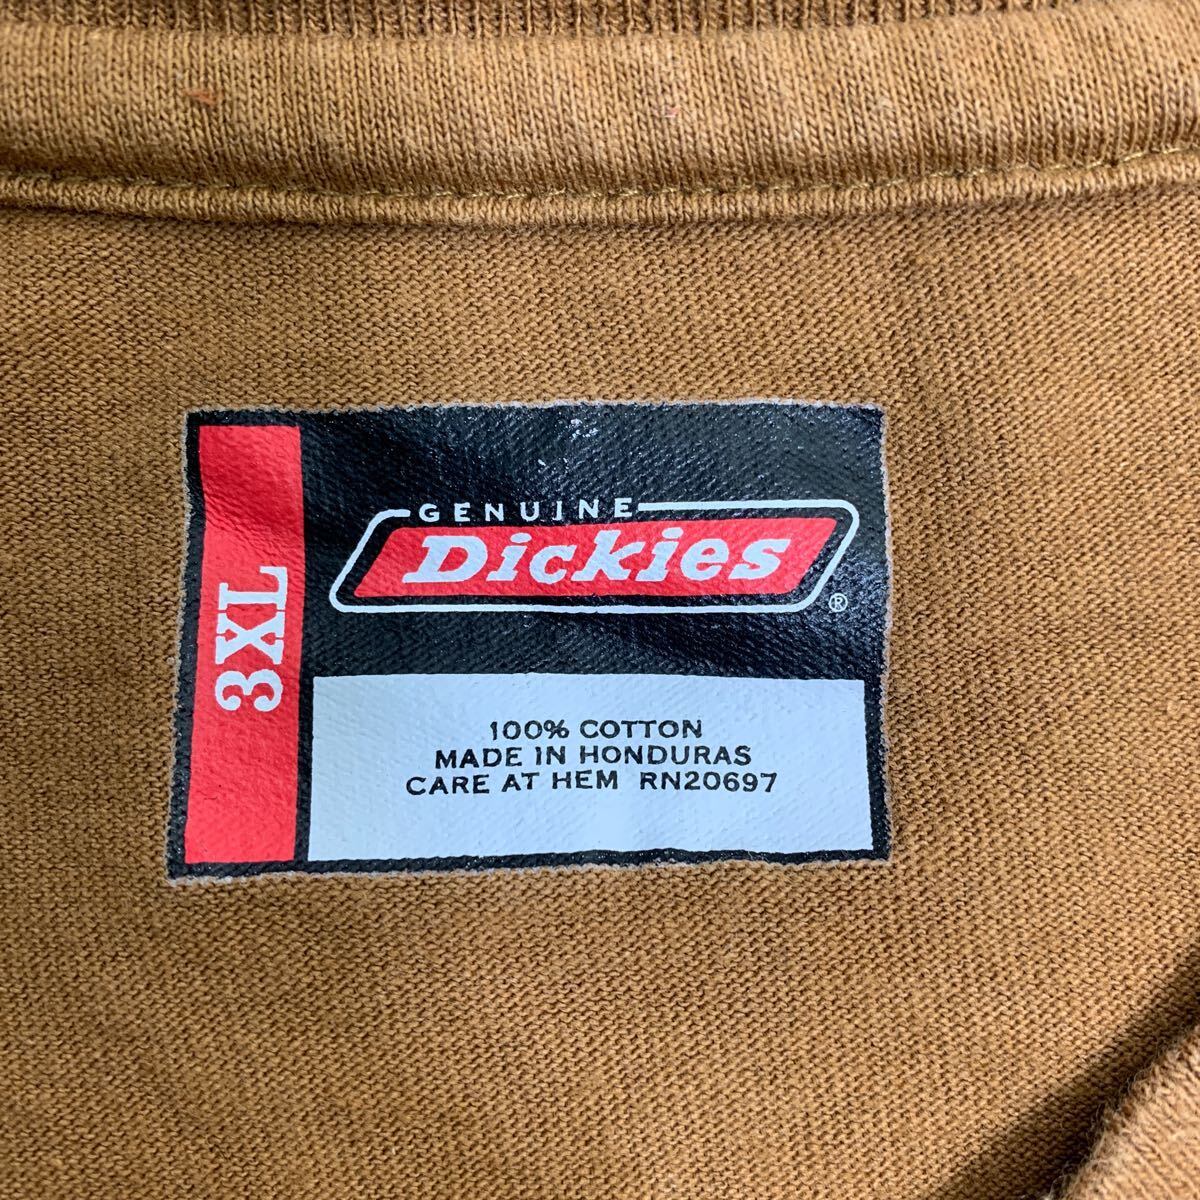 GENUINE
Dickies
®
3XL
100% COTTON
MADE IN HONDURAS
CARE AT HEM RN20697